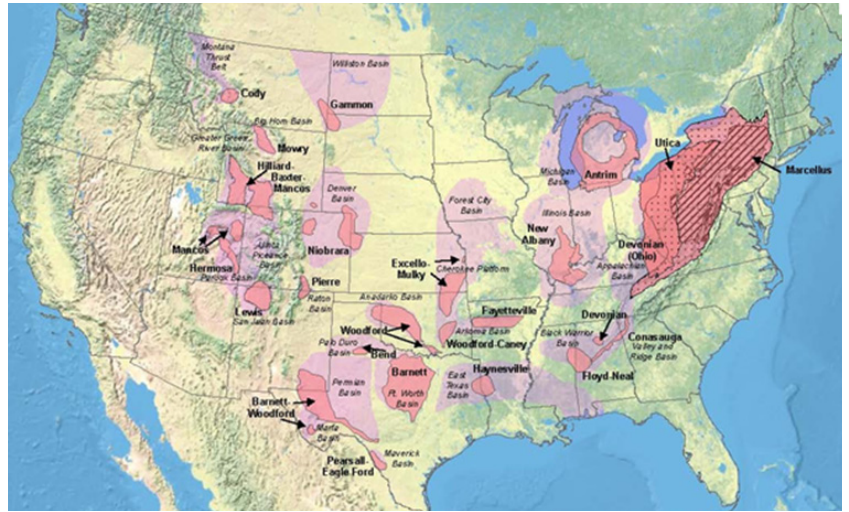 Montana
Thrust
Belt
Cody
Williston Basin
Gammon
Big Horn Basin
Greater Green
River Basin
Mowry
Hilliard-
Baxter-
Mancos
Denver
Basin
Niobrara
Mancos
Uinta
Piceance
Basin
Hermosa
Paradox Basin
Lewis
San Juan Basin
Pierre
Raton
Basin
Forest City
Basin
Excello-
Mulky
Cherokee Platform
Michigan
Basin
Antrim
Illinois Basin
New
Albany
Utica
Marcellus
Devonian
(Ohio)
Appalachian
Basin
Anadarko Basin
Woodford
Palo Duro
Basin
Bend
Fayetteville
Arkoma Basin
Woodford-Caney
Devonian
Black Warrior
Basin
Conasauga
Valley and
Ridge Basin
Floyd-Neal
Permian
Basin
Barnett
Ft. Worth
Basin
East
Texas
Basin
Haynesville
Barnett-
Woodford
Marfa
Basin
Pearsall-
Eagle Ford
Maverick
Basin